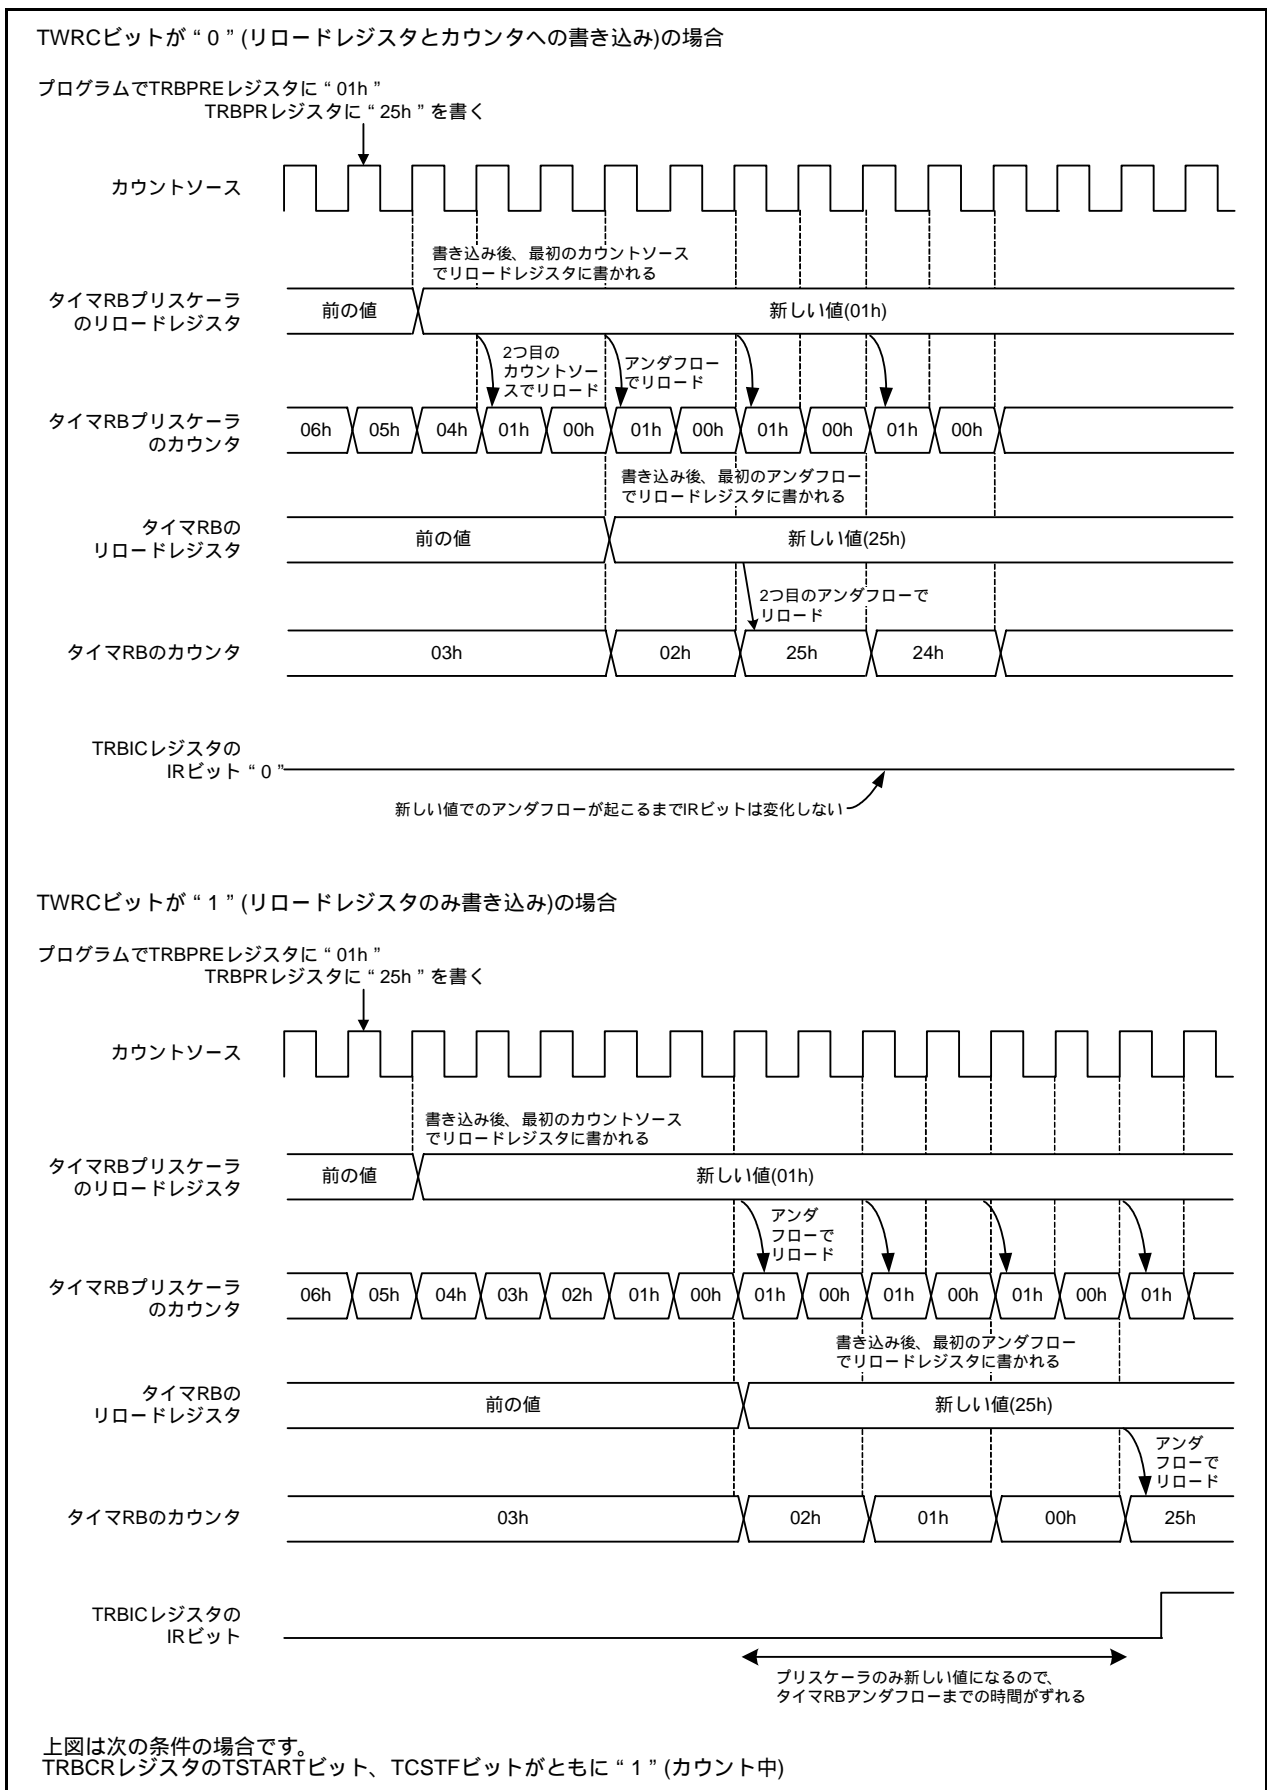 TWRCビットが“0”(リロードレジスタとカウンタへの書き込み)の場合
プログラムでTRBPREレジスタに“01h”
TRBPRレジスタに“25h”を書く
カウントソース
書き込み後、最初のカウントソース
でリロードレジスタに書かれる
タイマRBプリスケーラ
のリロードレジスタ
前の値
新しい値(01h)
2つ目の
カウントソー
スでリロード
アンダフロー
でリロード
タイマRBプリスケーラ
のカウンタ
06h 05h 04h 01h 00h 01h 00h 01h 00h 01h 00h
書き込み後、最初のアンダフロー
でリロードレジスタに書かれる
タイマRBの
リロードレジスタ
前の値
新しい値(25h)
2つ目のアンダフローで
リロード
タイマRBのカウンタ
03h 02h 25h 24h
TRBICレジスタの
IRビット“0”
新しい値でのアンダフローが起こるまでIRビットは変化しない
TWRCビットが“1”(リロードレジスタのみ書き込み)の場合
プログラムでTRBPREレジスタに“01h”
TRBPRレジスタに“25h”を書く
カウントソース
書き込み後、最初のカウントソース
でリロードレジスタに書かれる
タイマRBプリスケーラ
のリロードレジスタ
前の値
新しい値(01h)
アンダ
フローで
リロード
タイマRBプリスケーラ
のカウンタ
06h 05h 04h 03h 02h 01h 00h 01h 00h 01h 00h 01h 00h 01h
書き込み後、最初のアンダフロー
でリロードレジスタに書かれる
タイマRBの
リロードレジスタ
前の値
新しい値(25h)
アンダ
フローで
リロード
タイマRBのカウンタ
03h 02h 01h 00h 25h
TRBICレジスタの
IRビット
プリスケーラのみ新しい値になるので、
タイマRBアンダフローまでの時間がずれる
上図は次の条件の場合です。
TRBCRレジスタのTSTARTビット、TCSTFビットがともに“1”(カウント中)